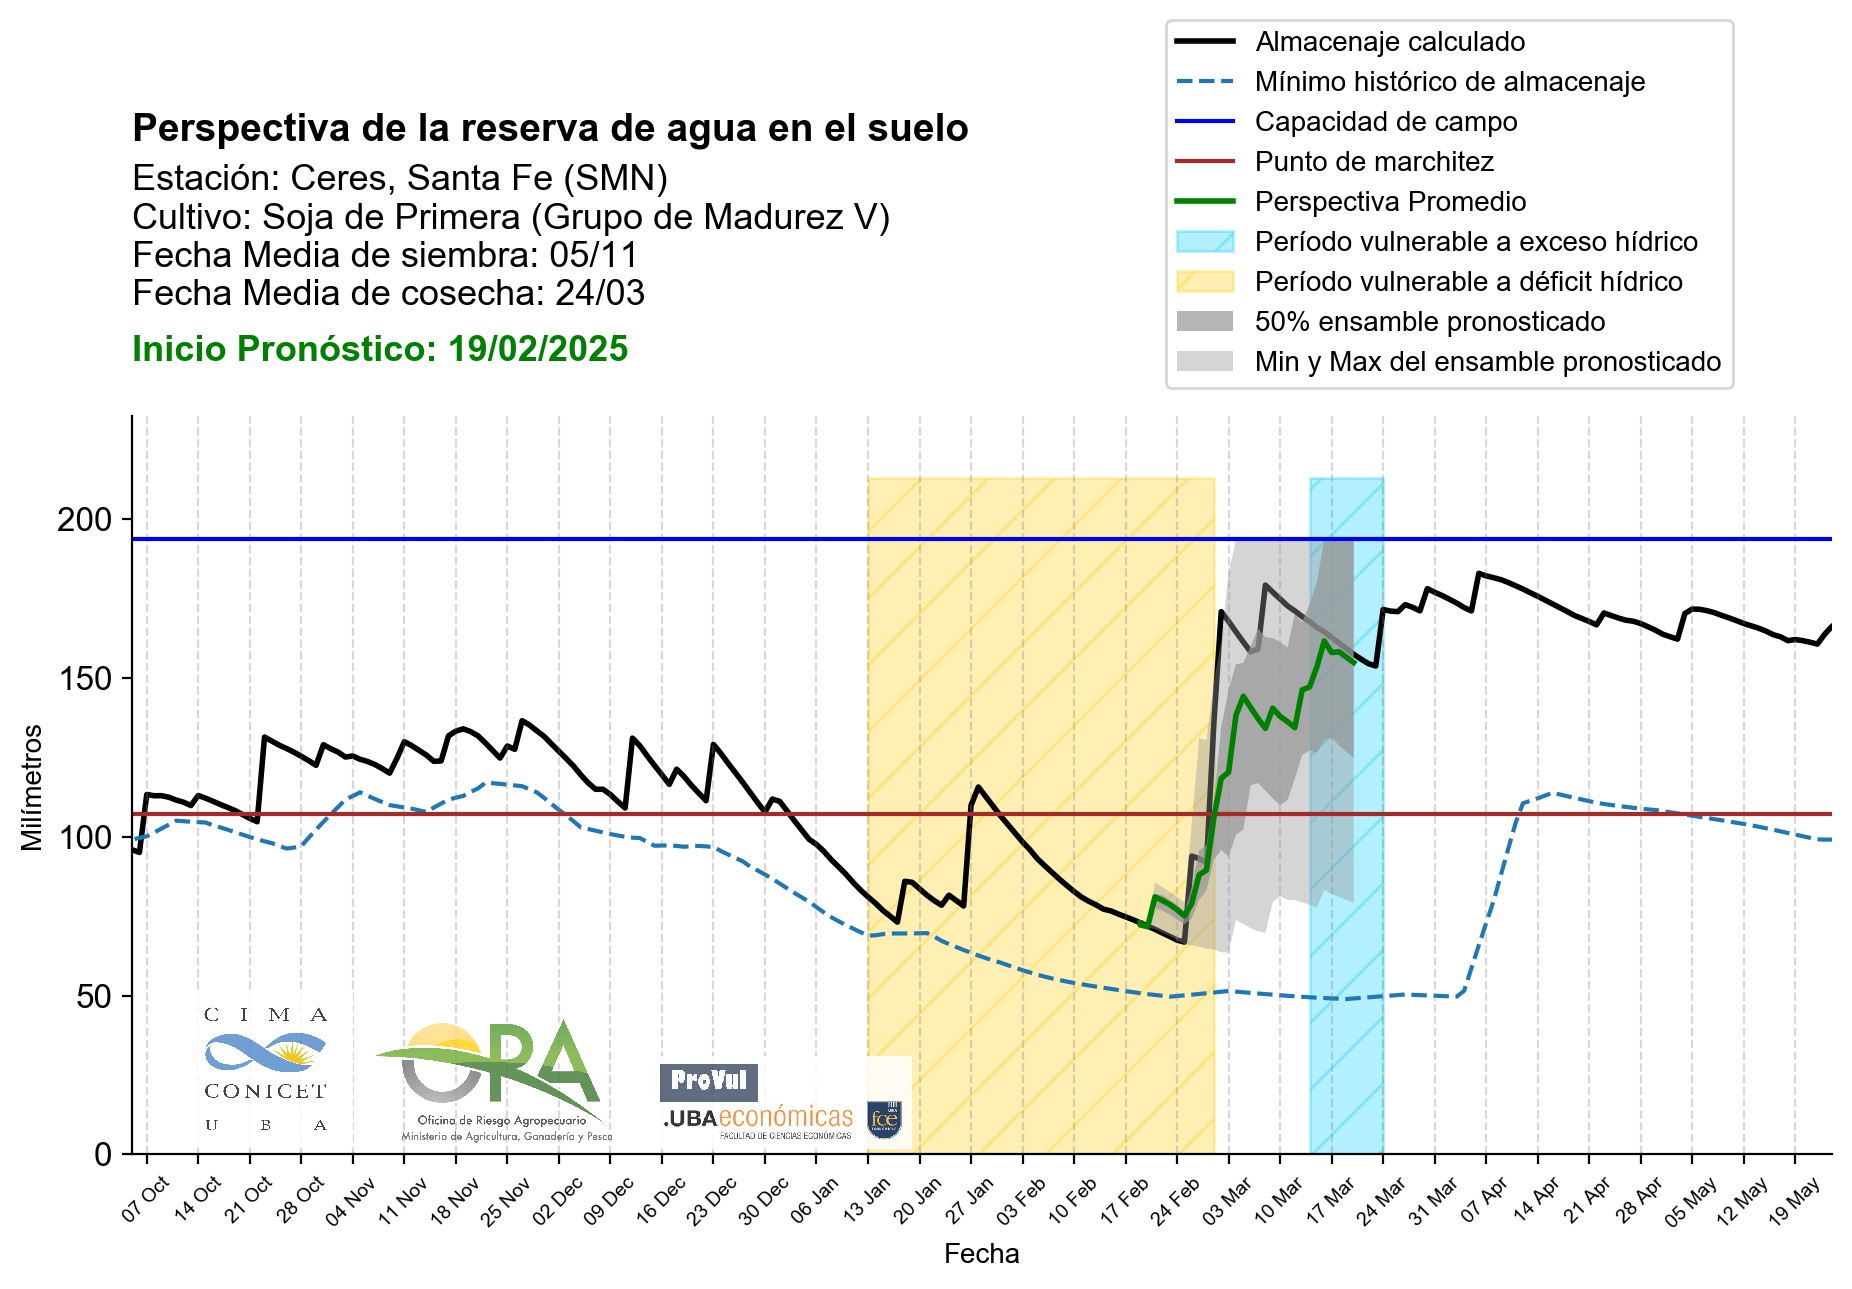 Almacenaje calculado
Mínimo histórico de almacenaje
Capacidad de campo
Punto de marchitez
Perspectiva Promedio
Período vulnerable a exceso hídrico
Período vulnerable a déficit hídrico
50% ensamble pronosticado
Min y Max del ensamble pronosticado
Perspectiva de la reserva de agua en el suelo
Estación: Ceres, Santa Fe (SMN)
Cultivo: Soja de Primera (Grupo de Madurez V)
Fecha Media de siembra: 05/11
Fecha Media de cosecha: 24/03
Inicio Pronóstico: 19/02/2025
Milímetros
200
150
100
50
0
CIMA
CONICET
UBA
ORA
Oficina de Riesgo Agropecuario
Ministerio de Agricultura, Ganadería y Pesca
ProVul
.UBAeconómicas
FACULTAD DE CIENCIAS ECONÓMICAS
UBA
fce
07 Oct
14 Oct
21 Oct
28 Oct
04 Nov
11 Nov
18 Nov
25 Nov
02 Dec
09 Dec
16 Dec
23 Dec
30 Dec
06 Jan
13 Jan
20 Jan
27 Jan
03 Feb
10 Feb
17 Feb
24 Feb
03 Mar
10 Mar
17 Mar
24 Mar
31 Mar
07 Apr
14 Apr
21 Apr
28 Apr
05 May
12 May
19 May
Fecha